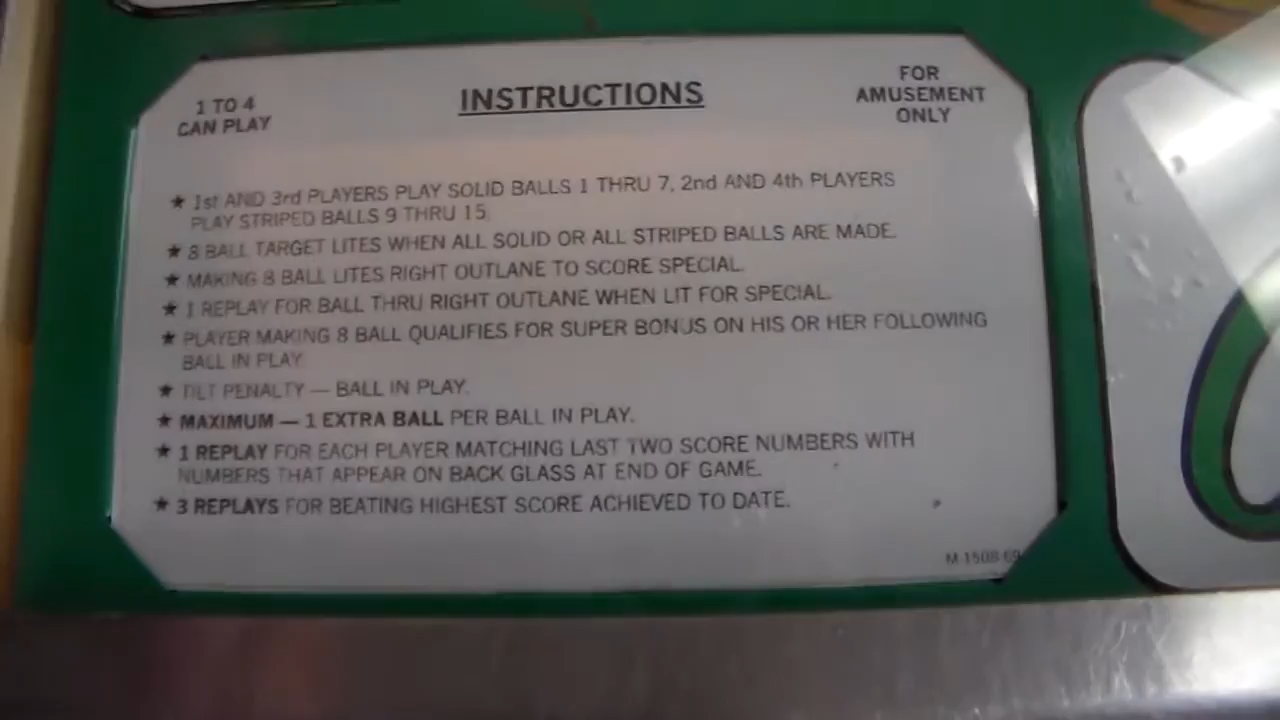 1 TO 4
CAN PLAY
INSTRUCTIONS
FOR
AMUSEMENT
ONLY
★ 1st AND 3rd PLAYERS PLAY SOLID BALLS 1 THRU 7, 2nd AND 4th PLAYERS
PLAY STRIPED BALLS 9 THRU 15.
★ 8 BALL TARGET LITES WHEN ALL SOLID OR ALL STRIPED BALLS ARE MADE.
★ MAKING 8 BALL LITES RIGHT OUTLANE TO SCORE SPECIAL.
★ 1 REPLAY FOR BALL THRU RIGHT OUTLANE WHEN LIT FOR SPECIAL.
★ PLAYER MAKING 8 BALL QUALIFIES FOR SUPER BONUS ON HIS OR HER FOLLOWING
BALL IN PLAY.
★ TILT PENALTY — BALL IN PLAY.
★ MAXIMUM — 1 EXTRA BALL PER BALL IN PLAY.
★ 1 REPLAY FOR EACH PLAYER MATCHING LAST TWO SCORE NUMBERS WITH
NUMBERS THAT APPEAR ON BACK GLASS AT END OF GAME.
★ 3 REPLAYS FOR BEATING HIGHEST SCORE ACHIEVED TO DATE.
M-1508-69